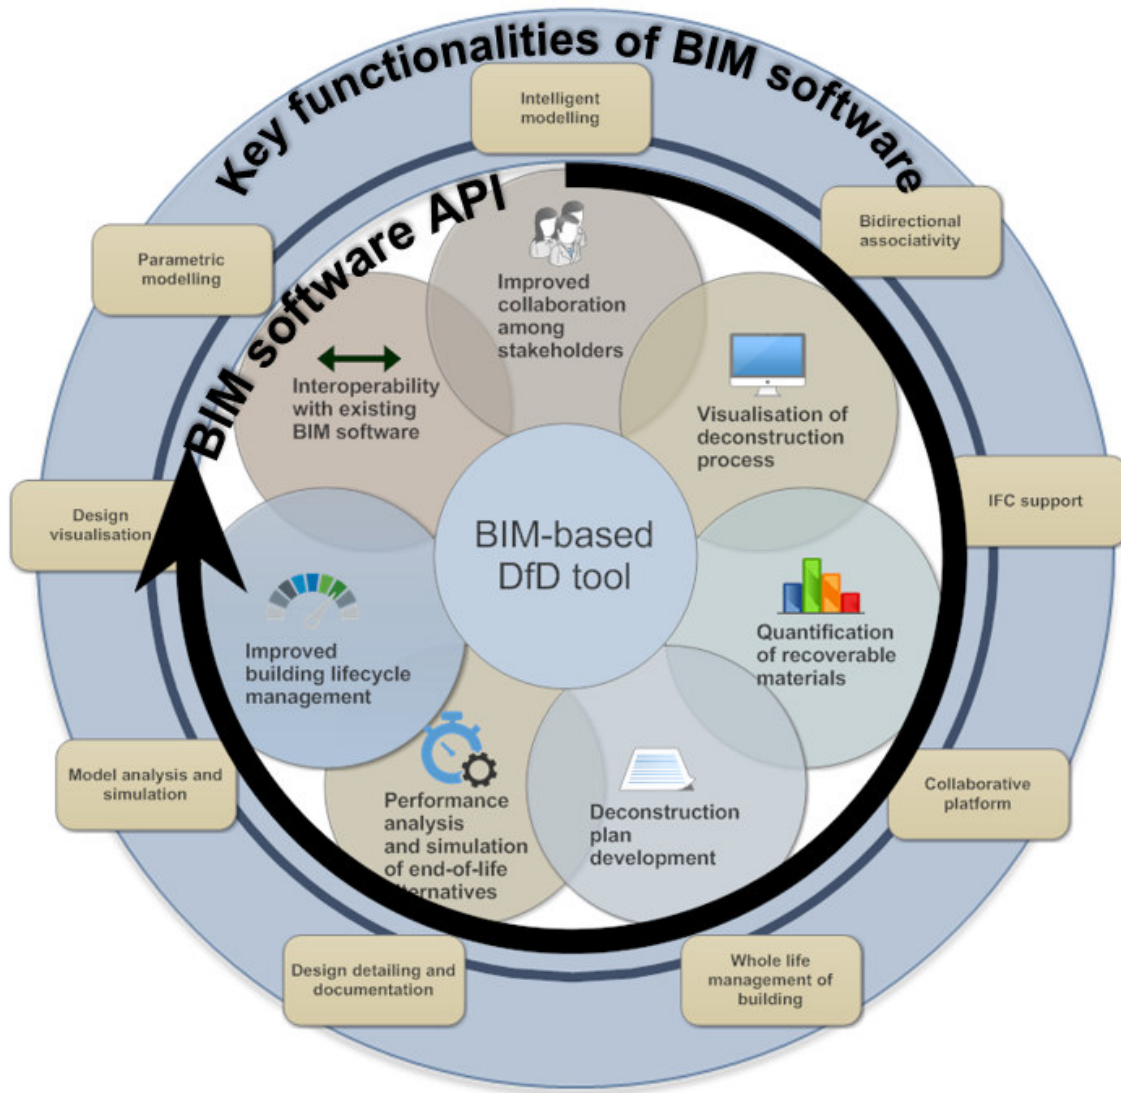 Key functionalities of BIM software
BIM software API
Intelligent
modelling
Bidirectional
associativity
IFC support
Collaborative
platform
Whole life
management of
building
Design detailing and
documentation
Model analysis and
simulation
Design
visualisation
Parametric
modelling
Improved
collaboration
among
stakeholders
Visualisation of
deconstruction
process
Quantification
of recoverable
materials
Deconstruction
plan
development
Performance
analysis
and simulation
of end-of-life
alternatives
Improved
building lifecycle
management
Interoperability
with existing
BIM software
BIM-based
DfD tool